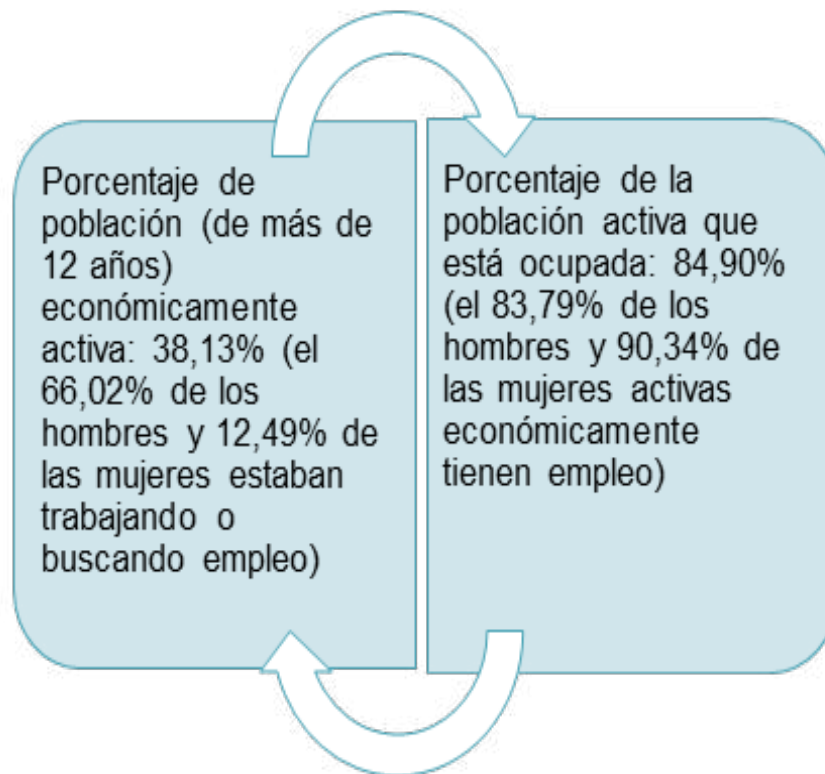 Porcentaje de
población (de más de
12 años)
económicamente
activa: 38,13% (el
66,02% de los
hombres y 12,49% de
las mujeres estaban
trabajando o
buscando empleo)
Porcentaje de la
población activa que
está ocupada: 84,90%
(el 83,79% de los
hombres y 90,34% de
las mujeres activas
económicamente
tienen empleo)